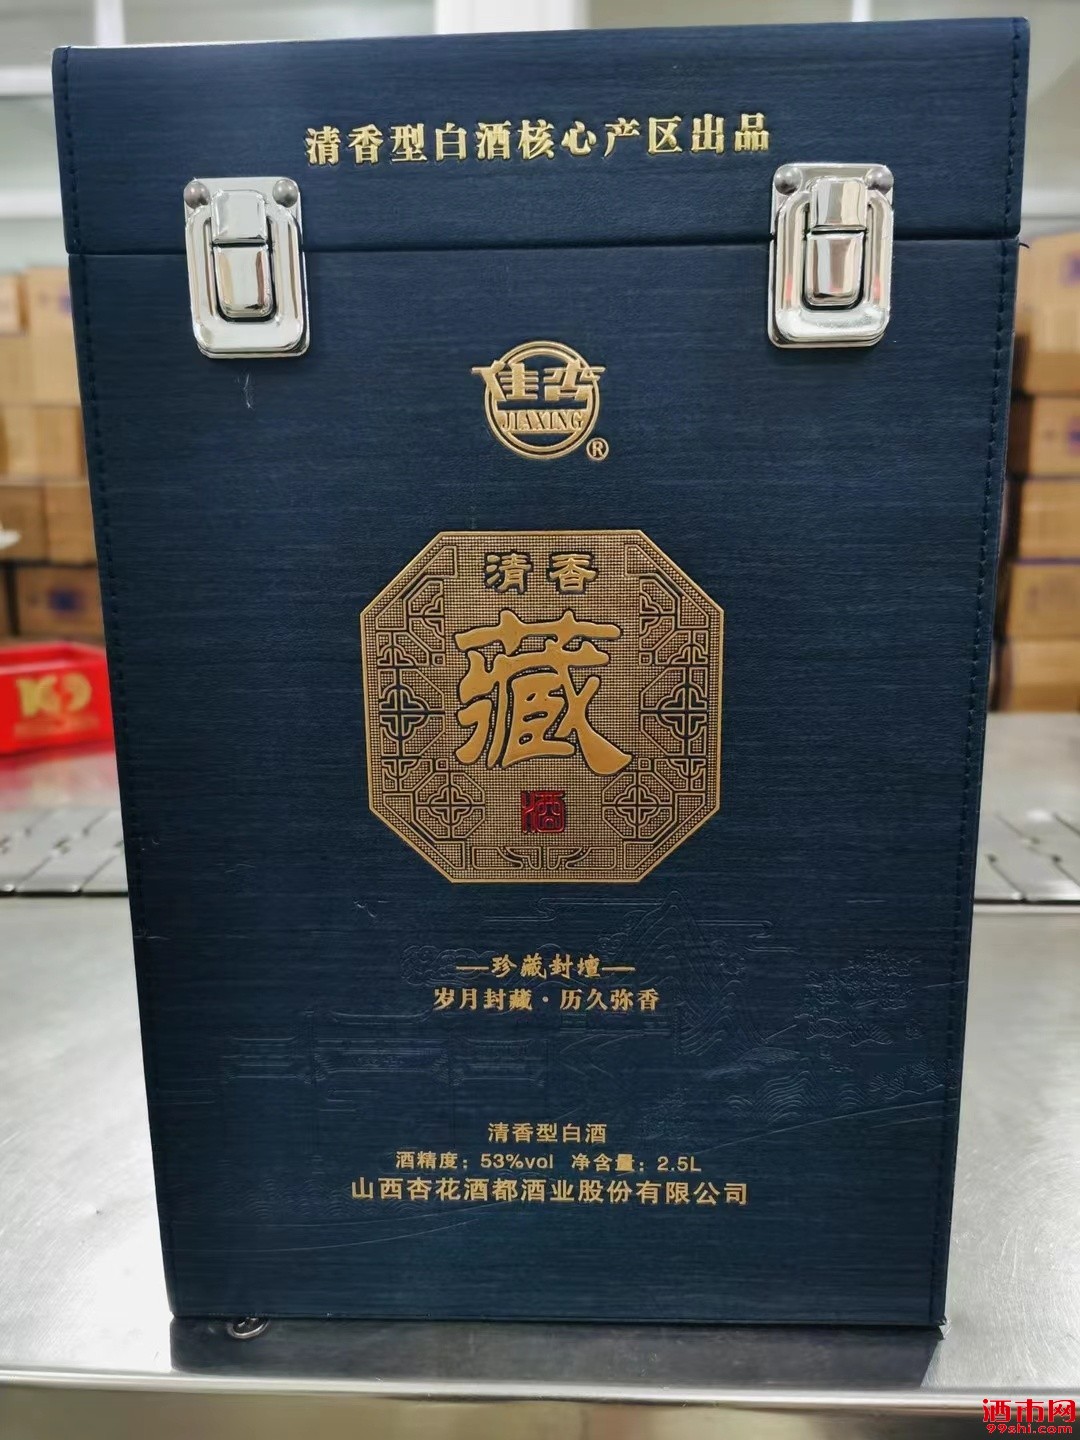 清香型白酒核心产区出品
佳杏
JIAXING
®
清香
藏
酒
珍藏封壇
岁月封藏·历久弥香
清香型白酒
酒精度：53%vol 净含量：2.5L
山西杏花酒都酒业股份有限公司
酒市网
99shi.com